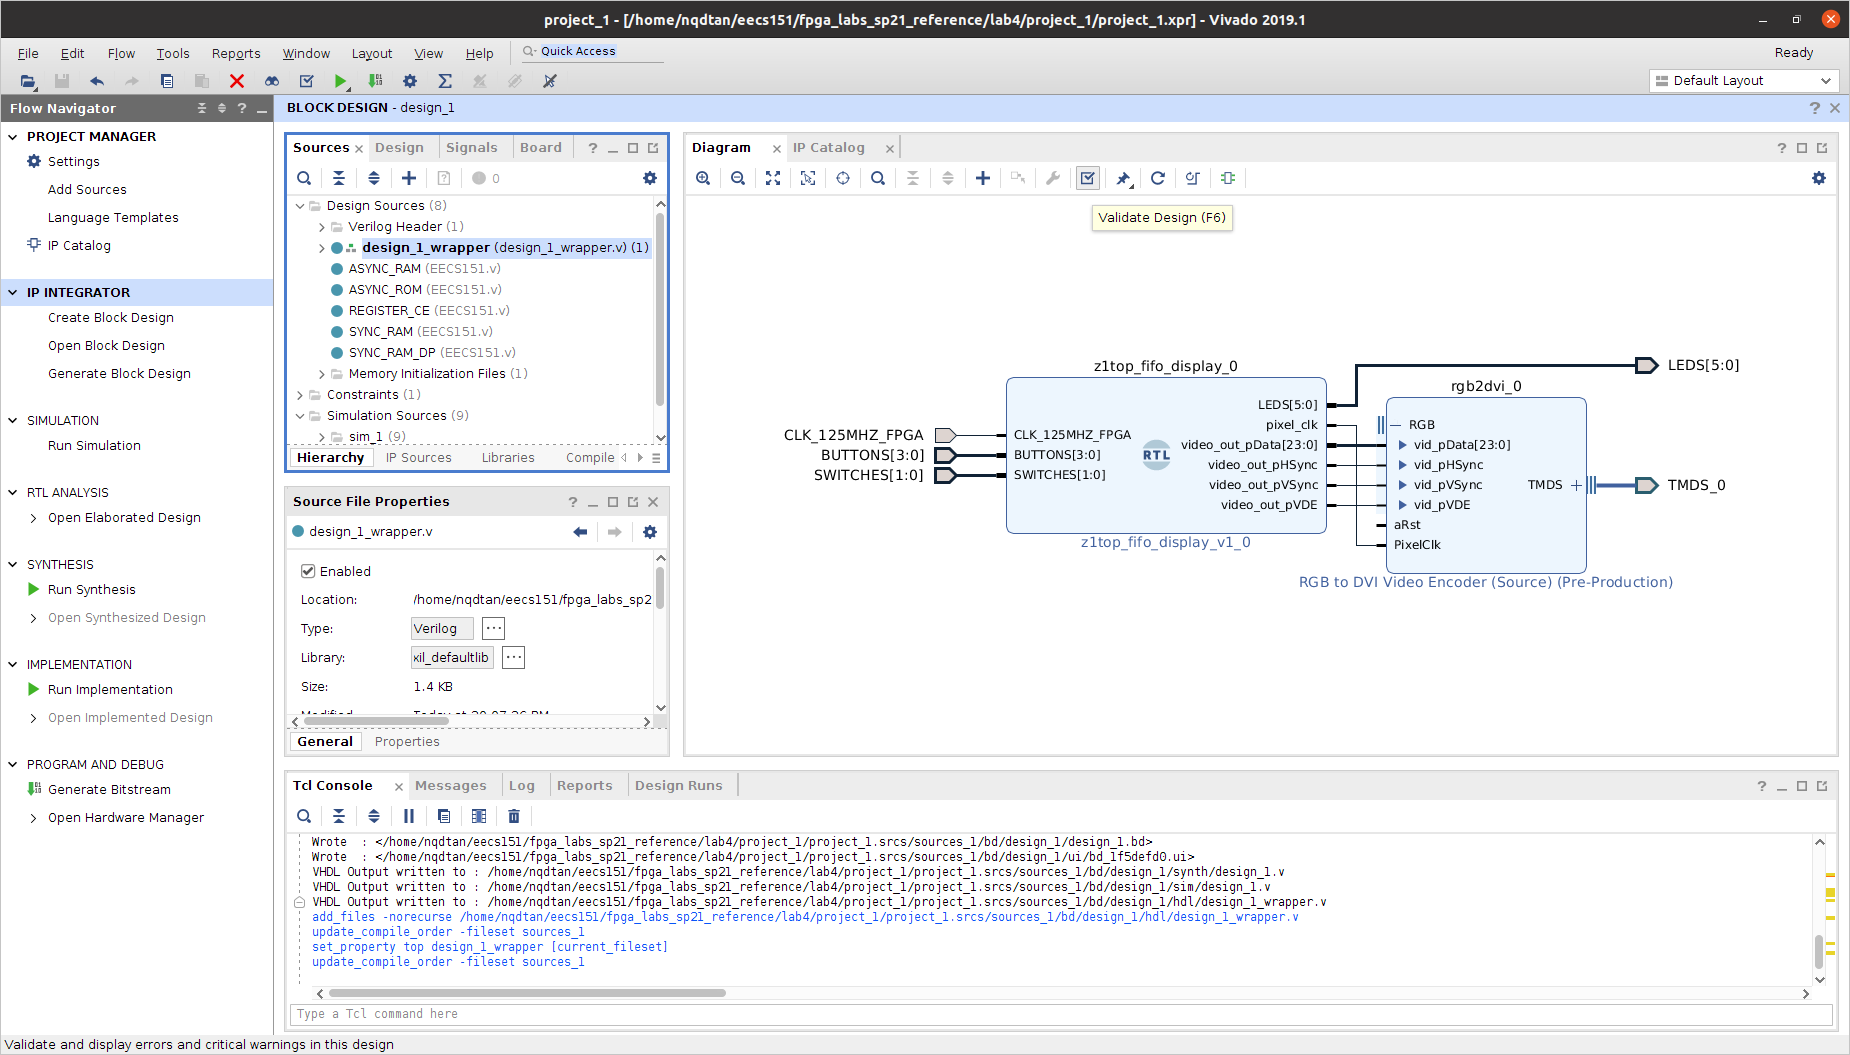 project_1 - [/home/nqdtan/eecs151/fpga_labs_sp21_reference/lab4/project_1/project_1.xpr] - Vivado 2019.1
File Edit Flow Tools Reports Window Layout View Help Quick Access
Ready
Default Layout
Flow Navigator
PROJECT MANAGER
Settings
Add Sources
Language Templates
IP Catalog
IP INTEGRATOR
Create Block Design
Open Block Design
Generate Block Design
SIMULATION
Run Simulation
RTL ANALYSIS
Open Elaborated Design
SYNTHESIS
Run Synthesis
Open Synthesized Design
IMPLEMENTATION
Run Implementation
Open Implemented Design
PROGRAM AND DEBUG
Generate Bitstream
Open Hardware Manager
BLOCK DESIGN - design_1
Sources Design Signals Board
0
Design Sources (8)
Verilog Header (1)
design_1_wrapper (design_1_wrapper.v) (1)
ASYNC_RAM (EECS151.v)
ASYNC_ROM (EECS151.v)
REGISTER_CE (EECS151.v)
SYNC_RAM (EECS151.v)
SYNC_RAM_DP (EECS151.v)
Memory Initialization Files (1)
Constraints (1)
Simulation Sources (9)
sim_1 (9)
Hierarchy IP Sources Libraries Compile
Source File Properties
design_1_wrapper.v
Enabled
Location: /home/nqdtan/eecs151/fpga_labs_sp2
Type: Verilog
Library: xil_defaultlib
Size: 1.4 KB
General Properties
Diagram IP Catalog
Validate Design (F6)
z1top_fifo_display_0
CLK_125MHZ_FPGA
BUTTONS[3:0]
SWITCHES[1:0]
CLK_125MHZ_FPGA
BUTTONS[3:0]
SWITCHES[1:0]
RTL
LEDS[5:0]
pixel_clk
video_out_pData[23:0]
video_out_pHSync
video_out_pVSync
video_out_pVDE
z1top_fifo_display_v1_0
rgb2dvi_0
RGB
vid_pData[23:0]
vid_pHSync
vid_pVSync
vid_pVDE
aRst
PixelClk
TMDS
RGB to DVI Video Encoder (Source) (Pre-Production)
LEDS[5:0]
TMDS_0
Tcl Console Messages Log Reports Design Runs
Wrote : </home/nqdtan/eecs151/fpga_labs_sp21_reference/lab4/project_1/project_1.srcs/sources_1/bd/design_1/design_1.bd>
Wrote : </home/nqdtan/eecs151/fpga_labs_sp21_reference/lab4/project_1/project_1.srcs/sources_1/bd/design_1/ui/bd_1f5defd0.ui>
VHDL Output written to : /home/nqdtan/eecs151/fpga_labs_sp21_reference/lab4/project_1/project_1.srcs/sources_1/bd/design_1/synth/design_1.v
VHDL Output written to : /home/nqdtan/eecs151/fpga_labs_sp21_reference/lab4/project_1/project_1.srcs/sources_1/bd/design_1/sim/design_1.v
VHDL Output written to : /home/nqdtan/eecs151/fpga_labs_sp21_reference/lab4/project_1/project_1.srcs/sources_1/bd/design_1/hdl/design_1_wrapper.v
add_files -norecurse /home/nqdtan/eecs151/fpga_labs_sp21_reference/lab4/project_1/project_1.srcs/sources_1/bd/design_1/hdl/design_1_wrapper.v
update_compile_order -fileset sources_1
set_property top design_1_wrapper [current_fileset]
update_compile_order -fileset sources_1
Type a Tcl command here
Validate and display errors and critical warnings in this design